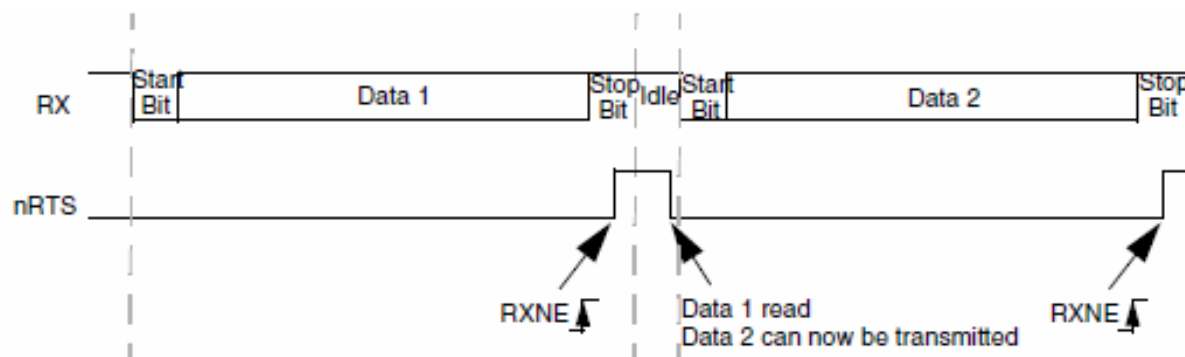 RX
Start
Bit
Data 1
Stop
Bit
Idle
Start
Bit
Data 2
Stop
Bit
nRTS
RXNE
Data 1 read
Data 2 can now be transmitted
RXNE